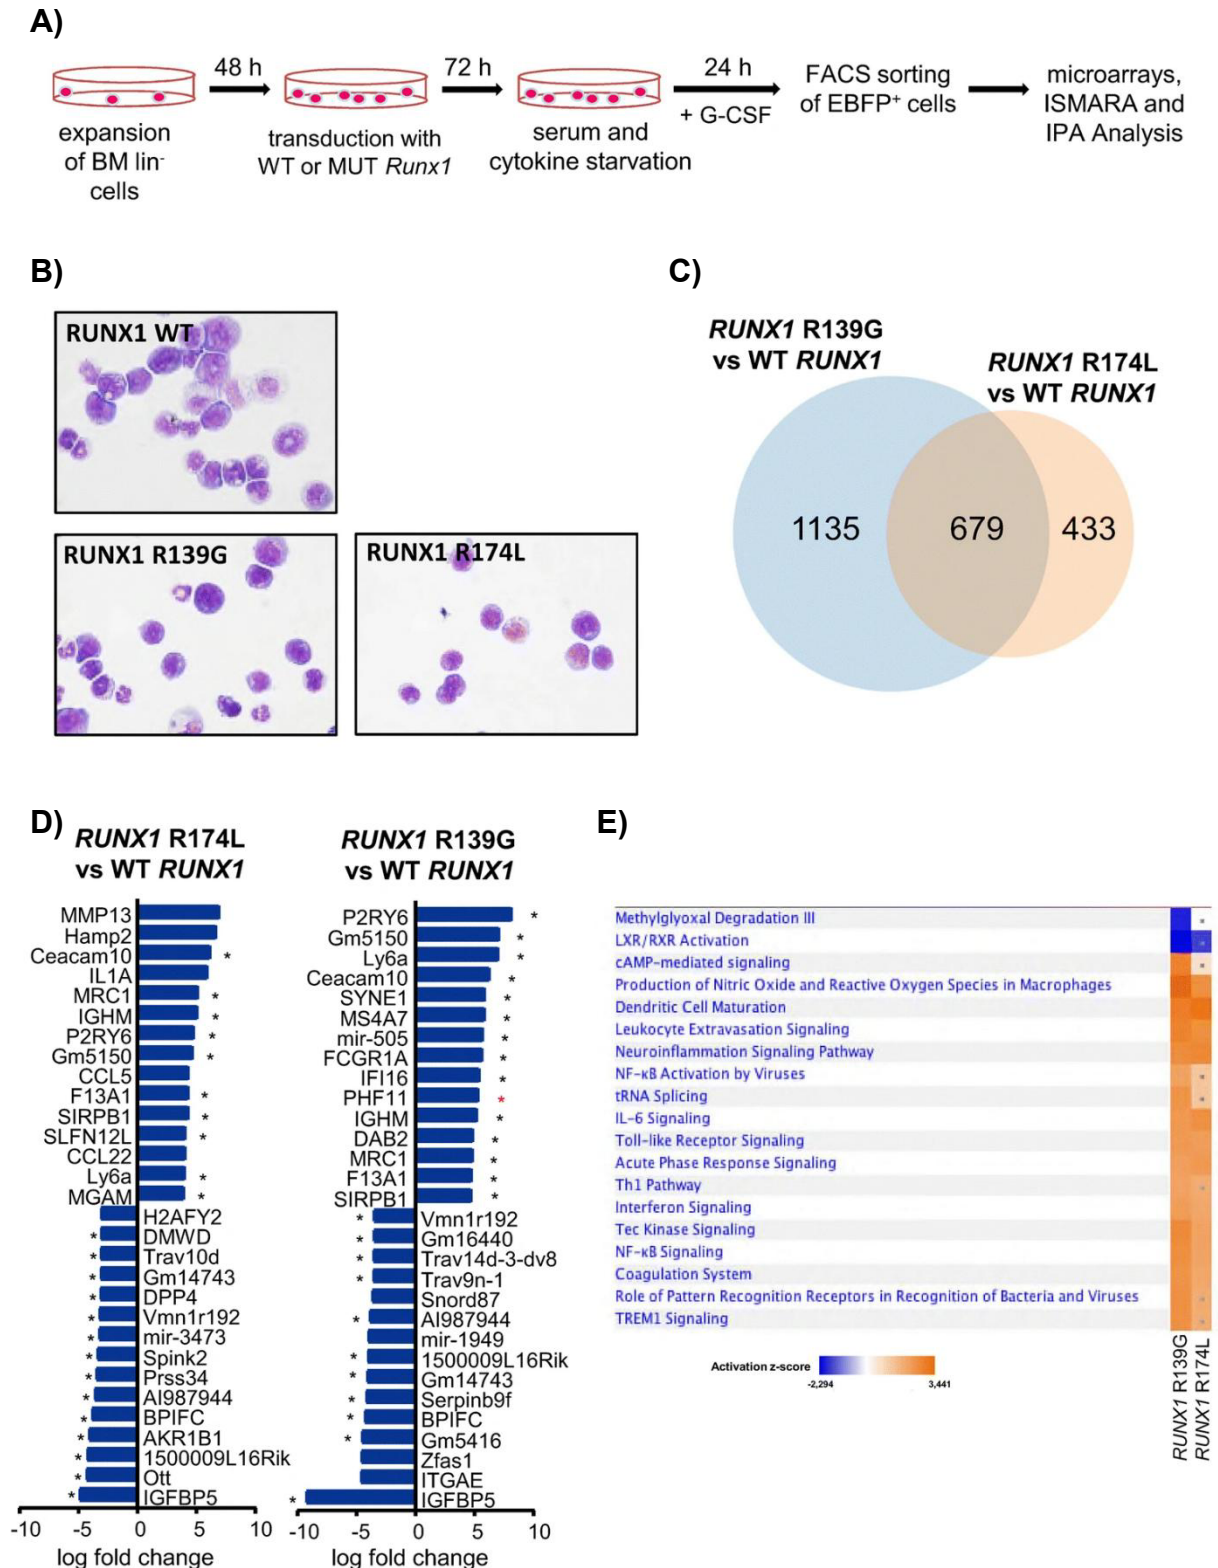 A)
48 h
72 h
24 h
+ G-CSF
expansion
of BM lin-
cells
transduction with
WT or MUT Runx1
serum and
cytokine starvation
FACS sorting
of EBFP+ cells
microarrays,
ISMARA and
IPA Analysis
B)
RUNX1 WT
RUNX1 R139G
RUNX1 R174L
C)
RUNX1 R139G
vs WT RUNX1
RUNX1 R174L
vs WT RUNX1
1135
679
433
D)
RUNX1 R174L
vs WT RUNX1
MMP13
Hamp2
Ceacam10 *
IL1A
MRC1 *
IGHM *
P2RY6 *
Gm5150 *
CCL5
F13A1 *
SIRPB1 *
SLFN12L *
CCL22
Ly6a *
MGAM *
H2AFY2
* DMWD
* Trav10d
* Gm14743
* DPP4
* Vmn1r192
* mir-3473
* Spink2
* Prss34
* AI987944
* BPIFC
* AKR1B1
* 1500009L16Rik
* Ott
* IGFBP5
-10 -5 0 5 10
log fold change
RUNX1 R139G
vs WT RUNX1
P2RY6 *
Gm5150 *
Ly6a *
Ceacam10 *
SYNE1 *
MS4A7 *
mir-505 *
FCGR1A *
IFI16 *
PHF11 *
IGHM *
DAB2 *
MRC1 *
F13A1 *
SIRPB1 *
* Vmn1r192
* Gm16440
* Trav14d-3-dv8
* Trav9n-1
Snord87
* AI987944
mir-1949
* 1500009L16Rik
* Gm14743
* Serpinb9f
* BPIFC
* Gm5416
Zfas1
ITGAE
* IGFBP5
-10 -5 0 5 10
log fold change
E)
Methylglyoxal Degradation III
LXR/RXR Activation
cAMP-mediated signaling
Production of Nitric Oxide and Reactive Oxygen Species in Macrophages
Dendritic Cell Maturation
Leukocyte Extravasation Signaling
Neuroinflammation Signaling Pathway
NF-κB Activation by Viruses
tRNA Splicing
IL-6 Signaling
Toll-like Receptor Signaling
Acute Phase Response Signaling
Th1 Pathway
Interferon Signaling
Tec Kinase Signaling
NF-κB Signaling
Coagulation System
Role of Pattern Recognition Receptors in Recognition of Bacteria and Viruses
TREM1 Signaling
RUNX1 R139G
RUNX1 R174L
Activation z-score
-2,294 3,441